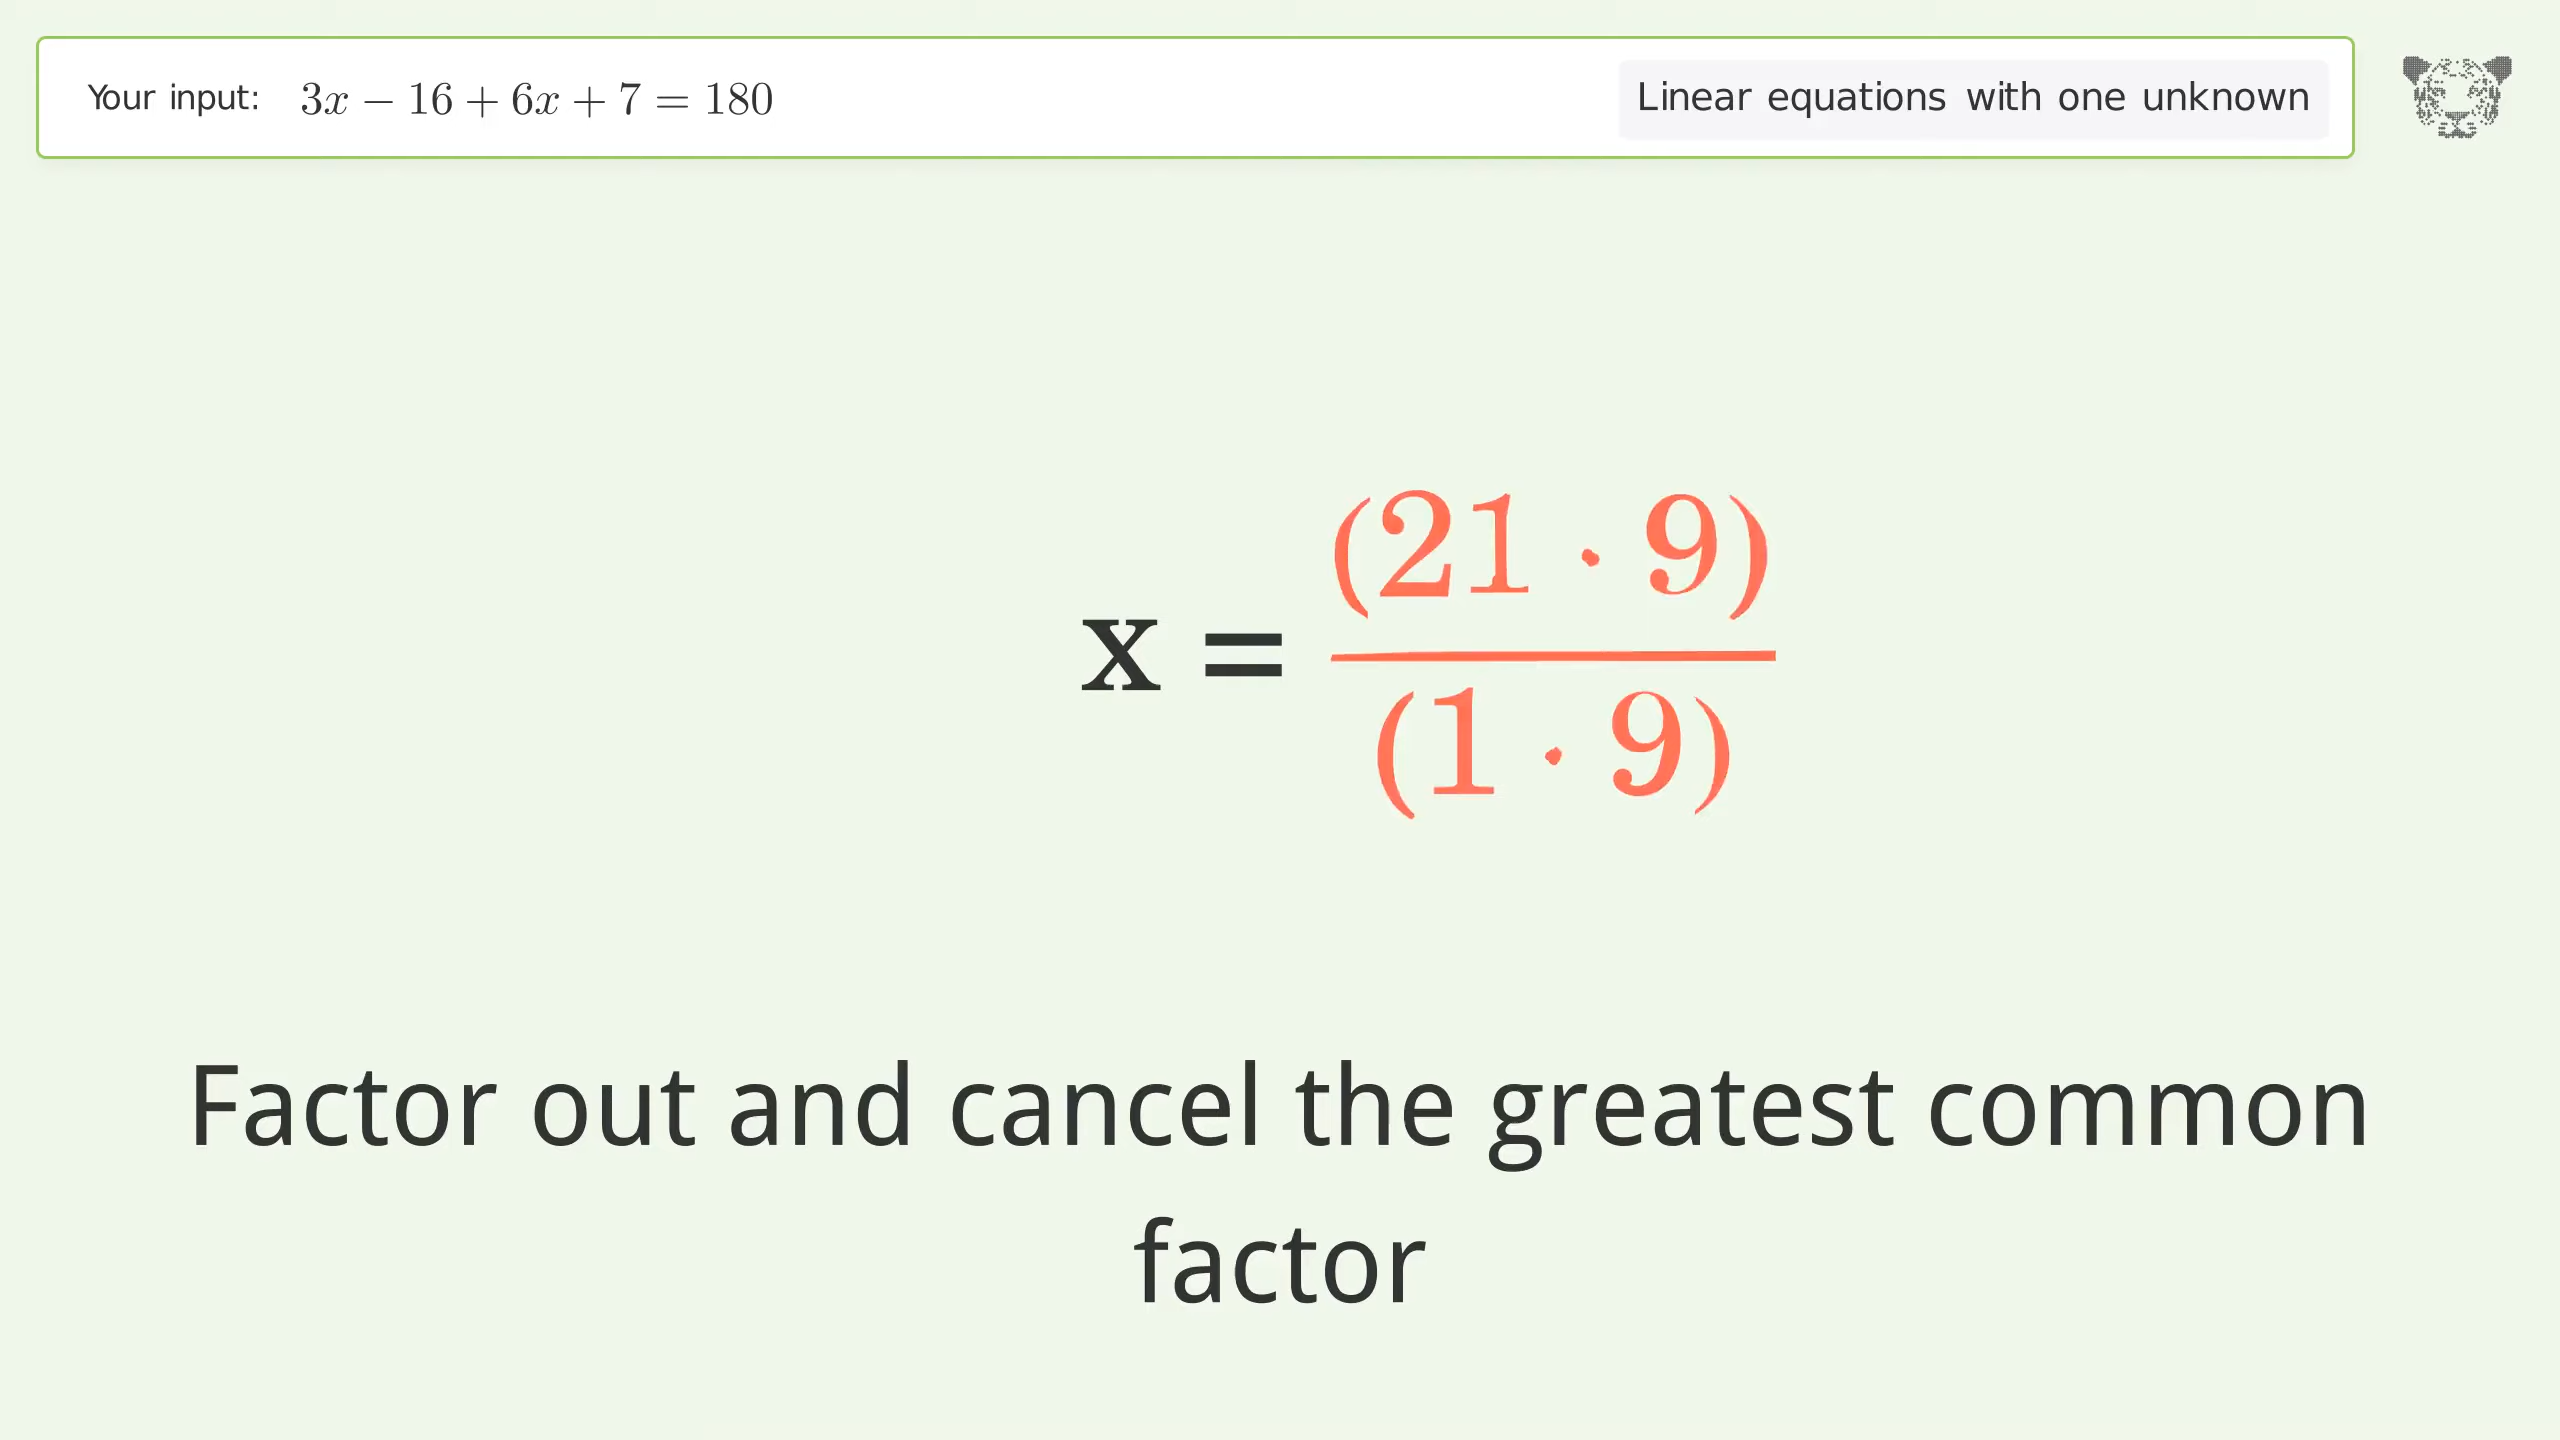 Your input: 3x − 16 + 6x + 7 = 180
Linear equations with one unknown
x = (21 · 9) / (1 · 9)
Factor out and cancel the greatest common
factor